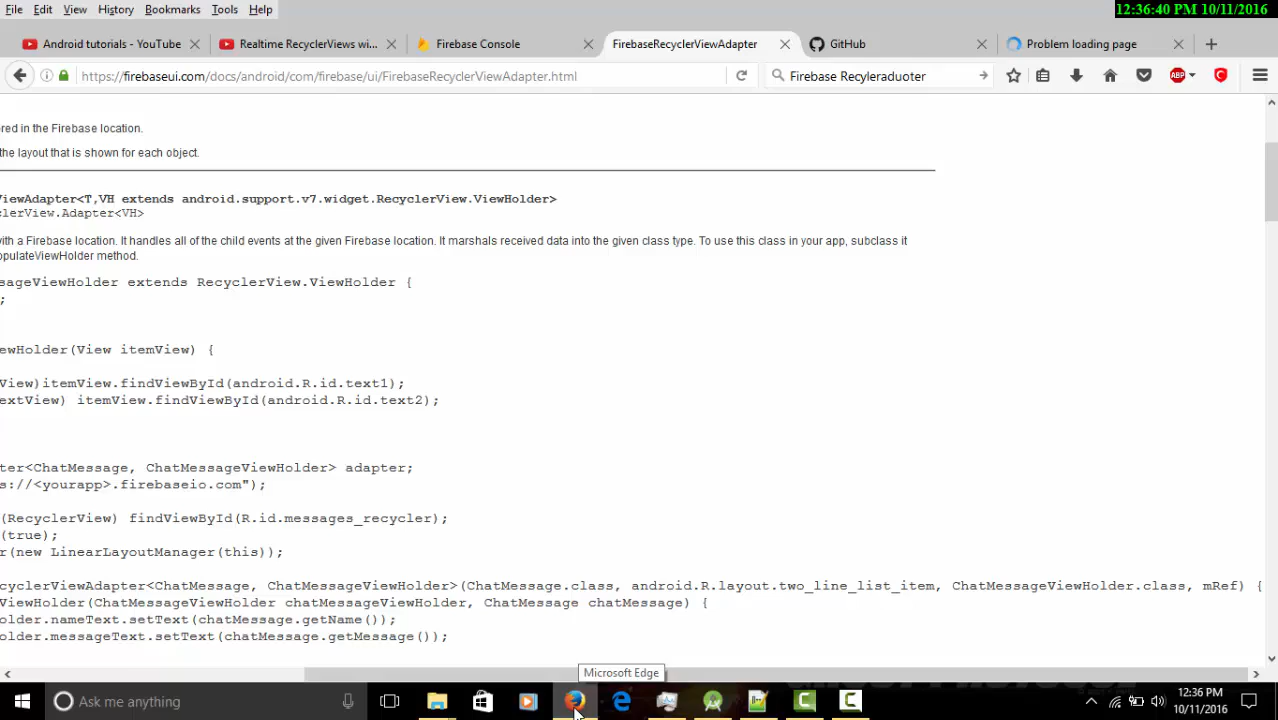 File Edit View History Bookmarks Tools Help
12:36:40 PM 10/11/2016
Android tutorials - YouTube
Realtime RecyclerViews wi...
Firebase Console
FirebaseRecyclerViewAdapter
GitHub
Problem loading page
https://firebaseui.com/docs/android/com/firebase/ui/FirebaseRecyclerViewAdapter.html
Firebase Recyleraduoter
ABP
red in the Firebase location.
the layout that is shown for each object.
iewAdapter<T,VH extends android.support.v7.widget.RecyclerView.ViewHolder>
clerView.Adapter<VH>
with a Firebase location. It handles all of the child events at the given Firebase location. It marshals received data into the given class type. To use this class in your app, subclass it
opulateViewHolder method.
sageViewHolder extends RecyclerView.ViewHolder {
;
ewHolder(View itemView) {
View)itemView.findViewById(android.R.id.text1);
extView) itemView.findViewById(android.R.id.text2);
ter<ChatMessage, ChatMessageViewHolder> adapter;
s://<yourapp>.firebaseio.com");
(RecyclerView) findViewById(R.id.messages_recycler);
(true);
r(new LinearLayoutManager(this));
cyclerViewAdapter<ChatMessage, ChatMessageViewHolder>(ChatMessage.class, android.R.layout.two_line_list_item, ChatMessageViewHolder.class, mRef) {
ViewHolder(ChatMessageViewHolder chatMessageViewHolder, ChatMessage chatMessage) {
older.nameText.setText(chatMessage.getName());
older.messageText.setText(chatMessage.getMessage());
Microsoft Edge
Ask me anything
12:36 PM
10/11/2016